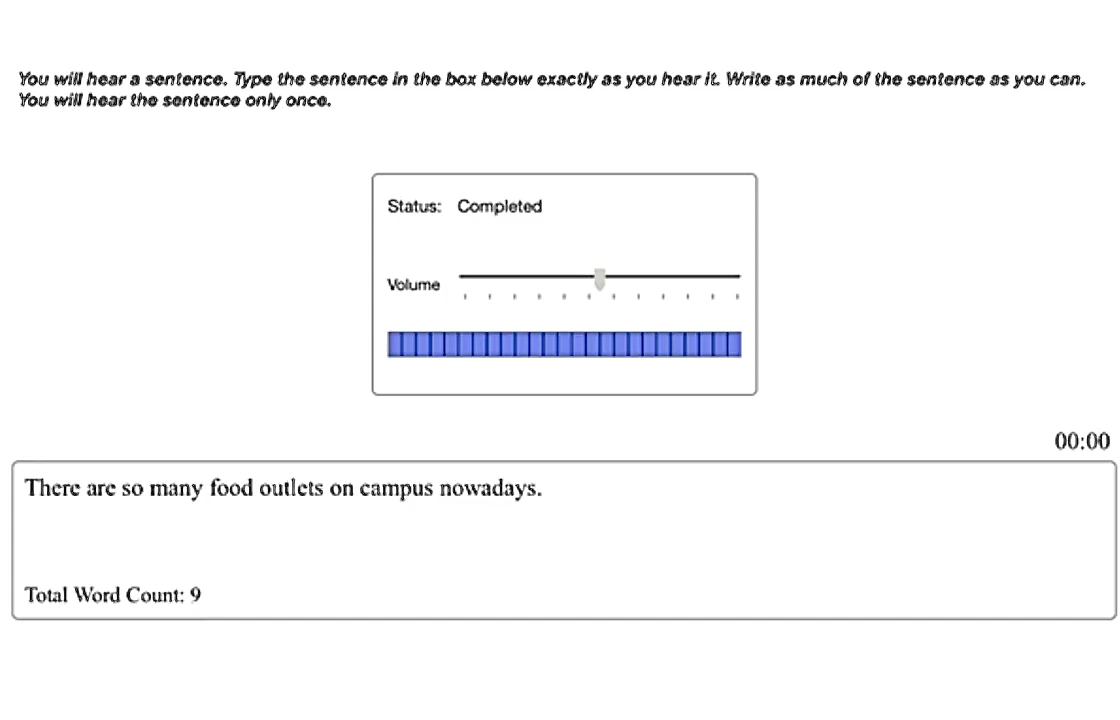 You will hear a sentence. Type the sentence in the box below exactly as you hear it. Write as much of the sentence as you can.
You will hear the sentence only once.
Status: Completed
Volume
00:00
There are so many food outlets on campus nowadays.
Total Word Count: 9